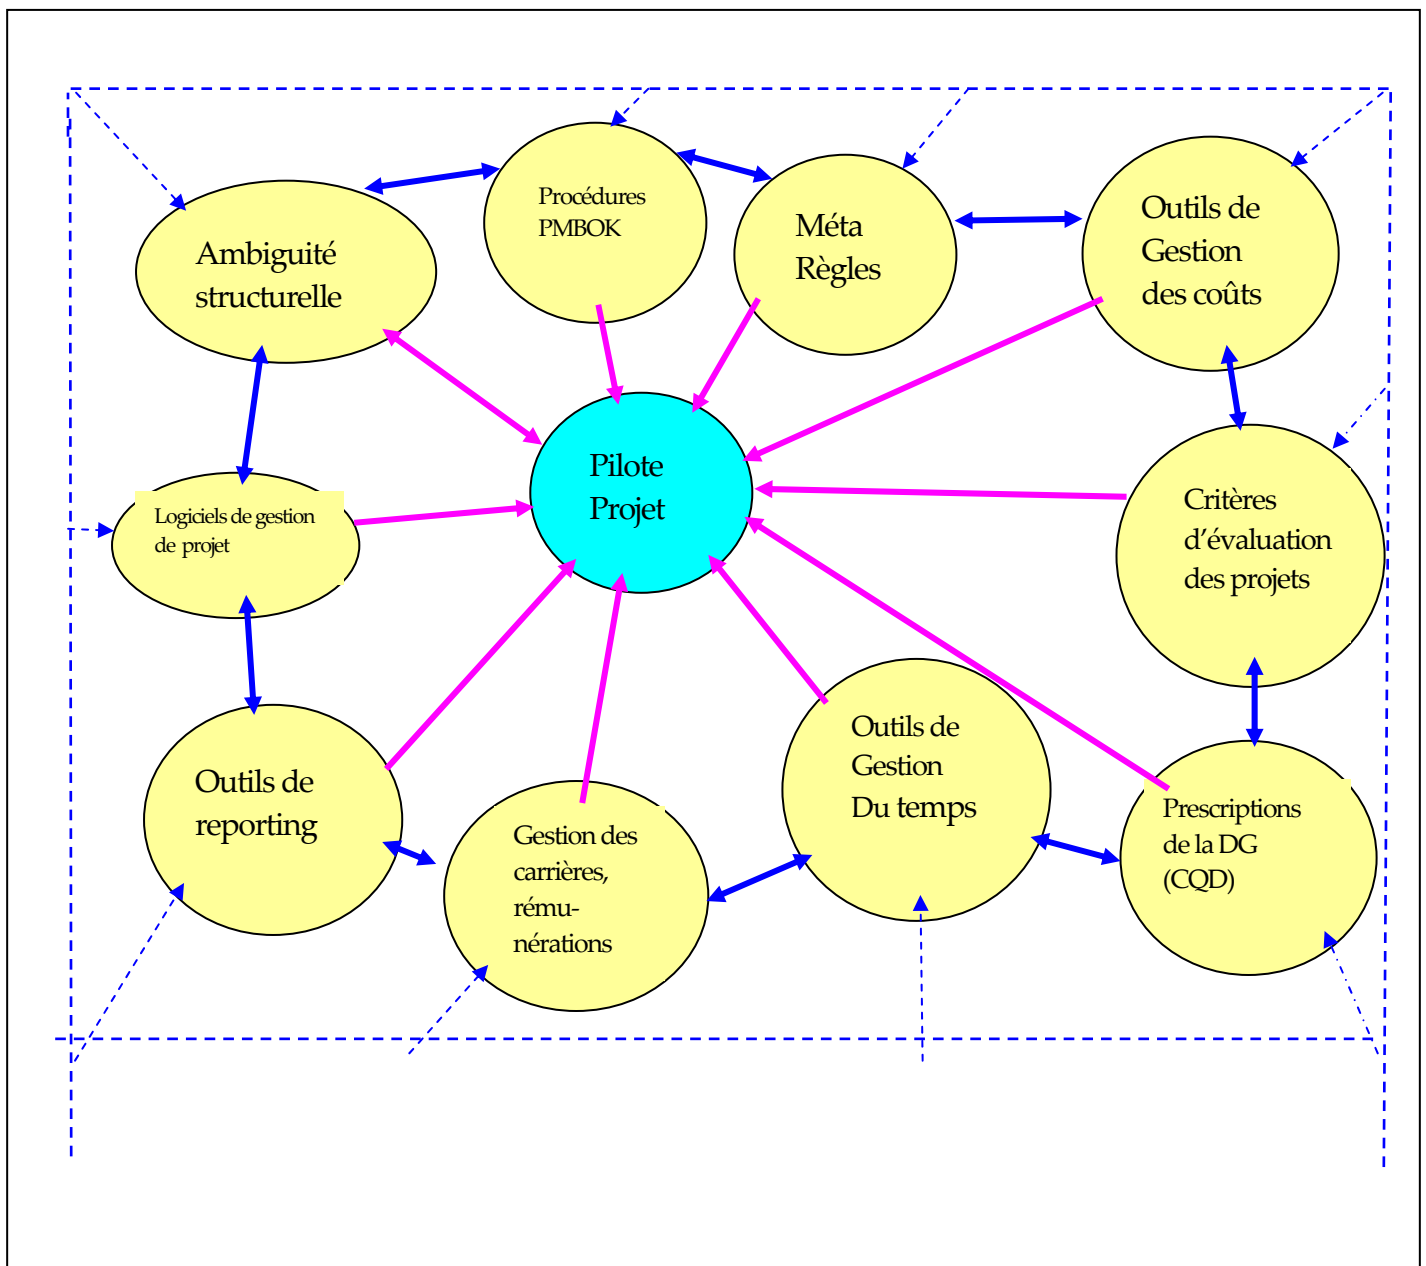 Procédures
PMBOK
Ambiguité
structurelle
Méta
Règles
Outils de
Gestion
des coûts
Pilote
Projet
Logiciels de gestion
de projet
Critères
d’évaluation
des projets
Outils de
reporting
Gestion des
carrières,
rému-
nérations
Outils de
Gestion
Du temps
Prescriptions
de la DG
(CQD)